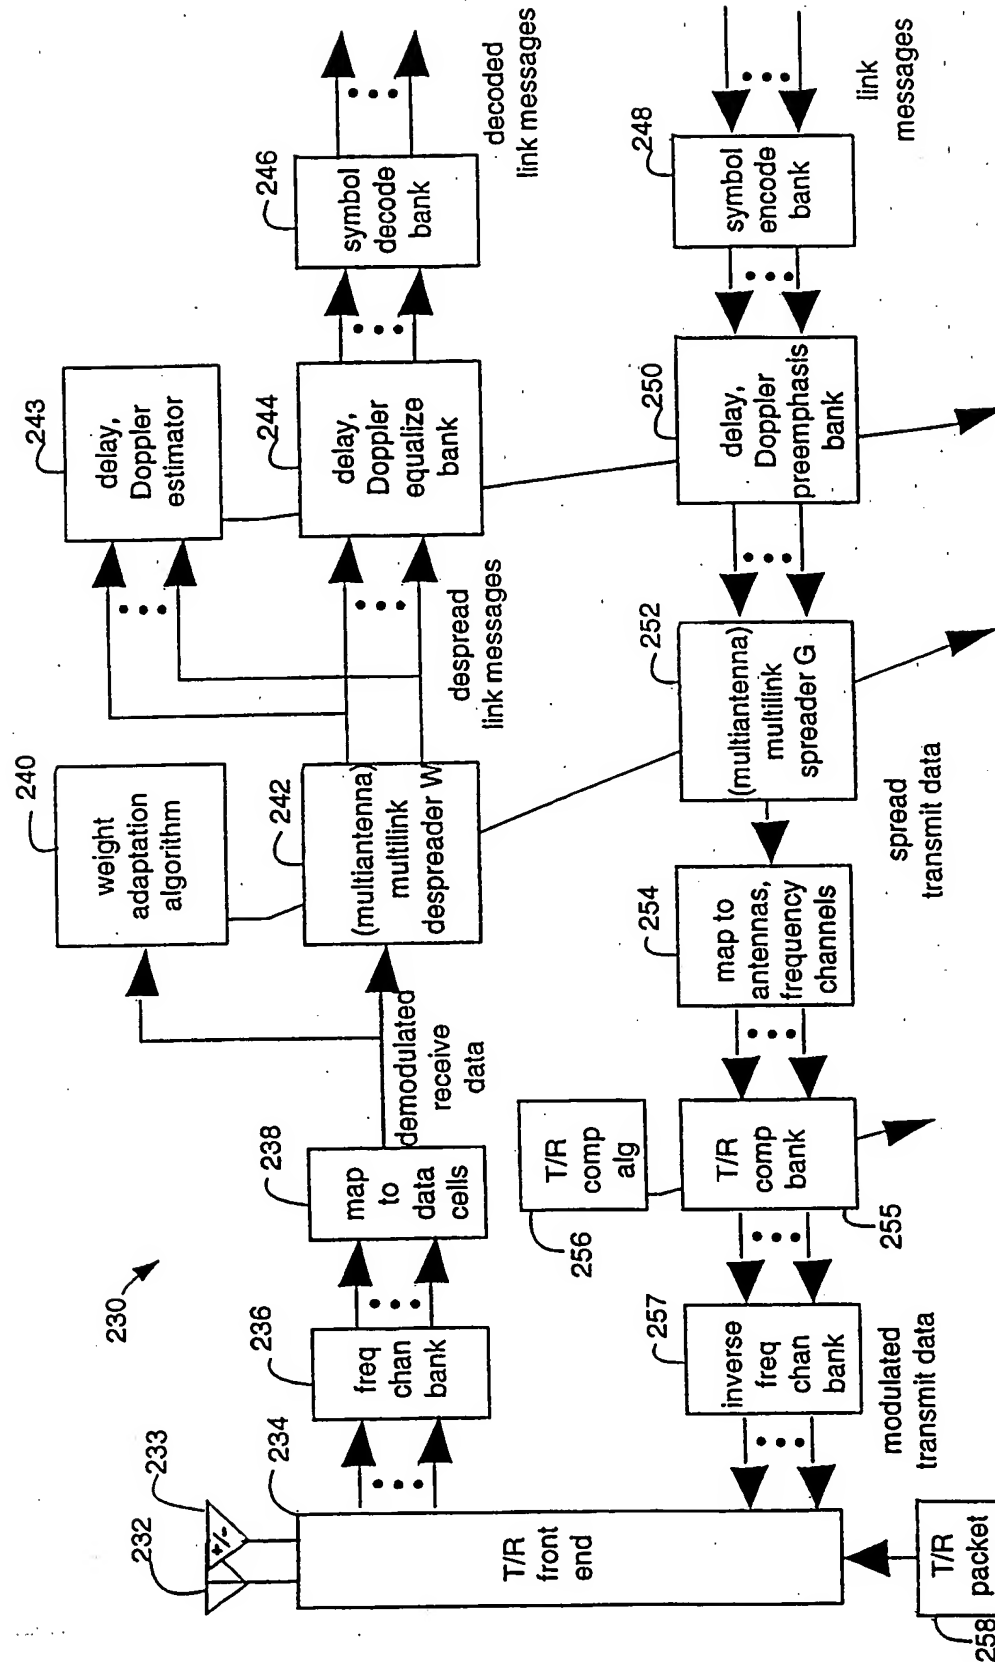 230
232
233
+/-
234
T/R
front
end
236
freq
chan
bank
238
map
to
data
cells
demodulated
receive
data
240
weight
adaptation
algorithm
242
(multiantenna)
multilink
despreader W
despread
link messages
243
delay,
Doppler
estimator
244
delay,
Doppler
equalize
bank
246
symbol
decode
bank
decoded
link messages
link
messages
248
symbol
encode
bank
250
delay,
Doppler
preemphasis
bank
252
(multiantenna)
multilink
spreader G
spread
transmit data
254
map to
antennas,
frequency
channels
T/R
comp
bank
255
T/R
comp
alg
256
257
inverse
freq
chan
bank
modulated
transmit data
T/R
packet
258